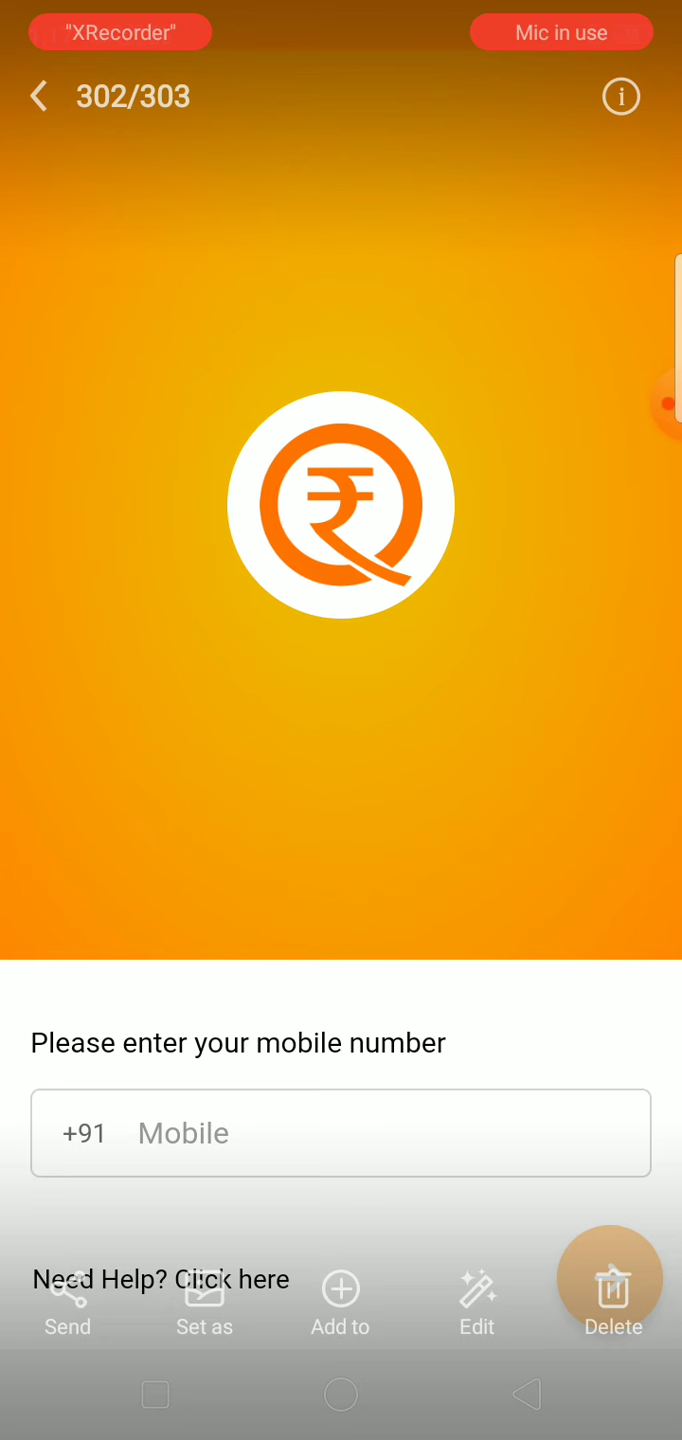 "XRecorder"
Mic in use
302/303
₹
Please enter your mobile number
+91 Mobile
Need Help? Click here
Send
Set as
Add to
Edit
Delete